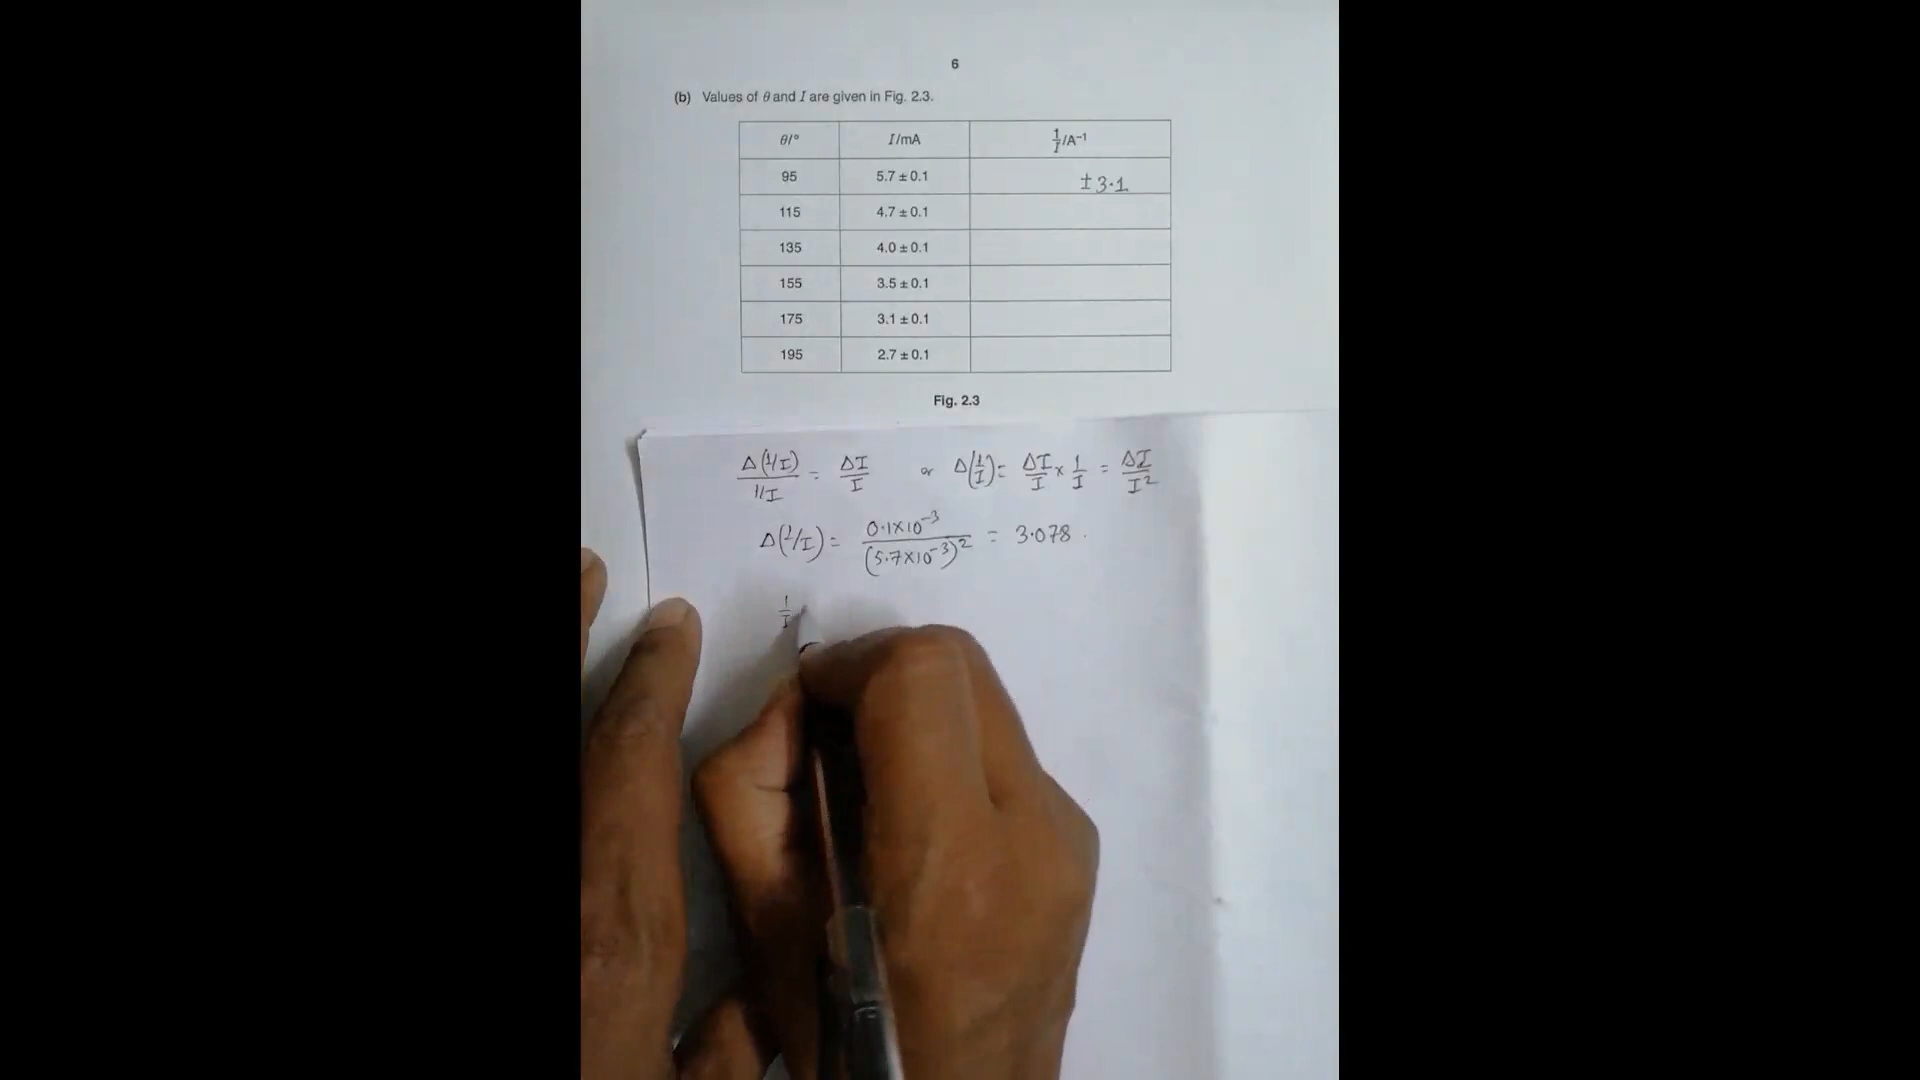 6
(b) Values of θ and I are given in Fig. 2.3.
θ/° I/mA 1/I /A⁻¹
95 5.7 ± 0.1 ± 3.1
115 4.7 ± 0.1
135 4.0 ± 0.1
155 3.5 ± 0.1
175 3.1 ± 0.1
195 2.7 ± 0.1
Fig. 2.3
Δ(1/I)/(1/I) = ΔI/I or Δ(1/I) = ΔI/I × 1/I = ΔI/I²
Δ(1/I) = 0.1×10⁻³/(5.7×10⁻³)² = 3.078
1/I